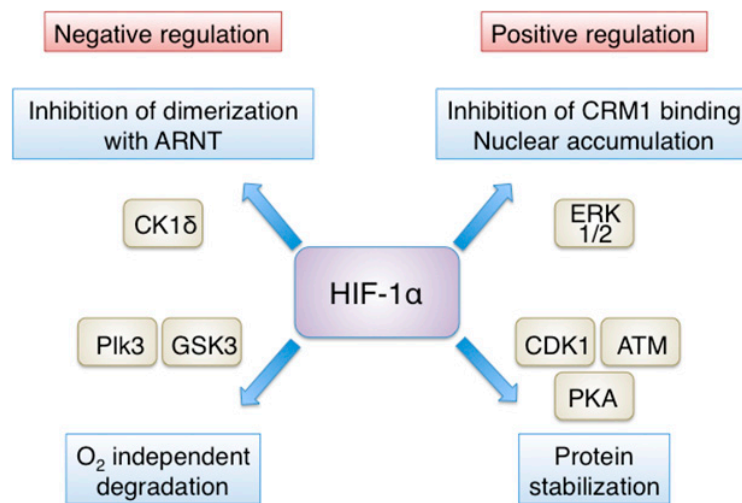 Negative regulation
Positive regulation
Inhibition of dimerization
with ARNT
Inhibition of CRM1 binding
Nuclear accumulation
CK1δ
ERK
1/2
HIF-1α
Plk3
GSK3
CDK1
ATM
PKA
O₂ independent
degradation
Protein
stabilization